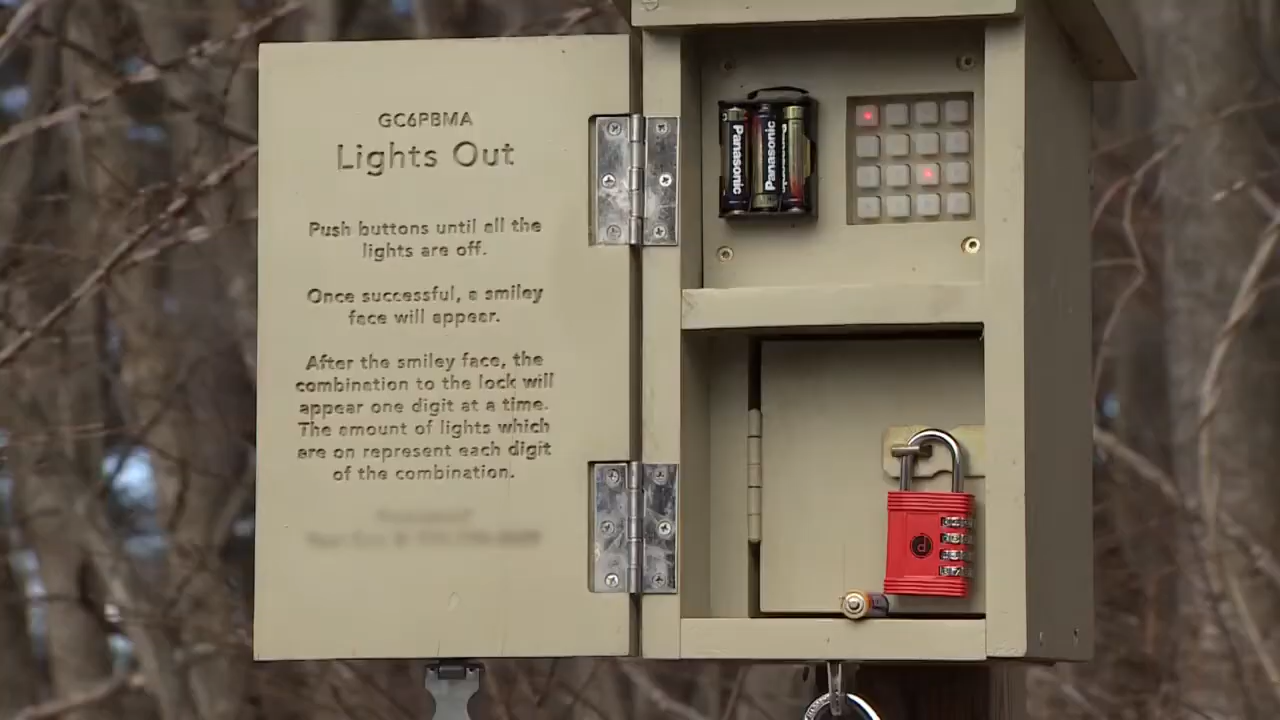 GC6PBMA
Lights Out
Push buttons until all the
lights are off.
Once successful, a smiley
face will appear.
After the smiley face, the
combination to the lock will
appear one digit at a time.
The amount of lights which
are on represent each digit
of the combination.
Panasonic
Panasonic